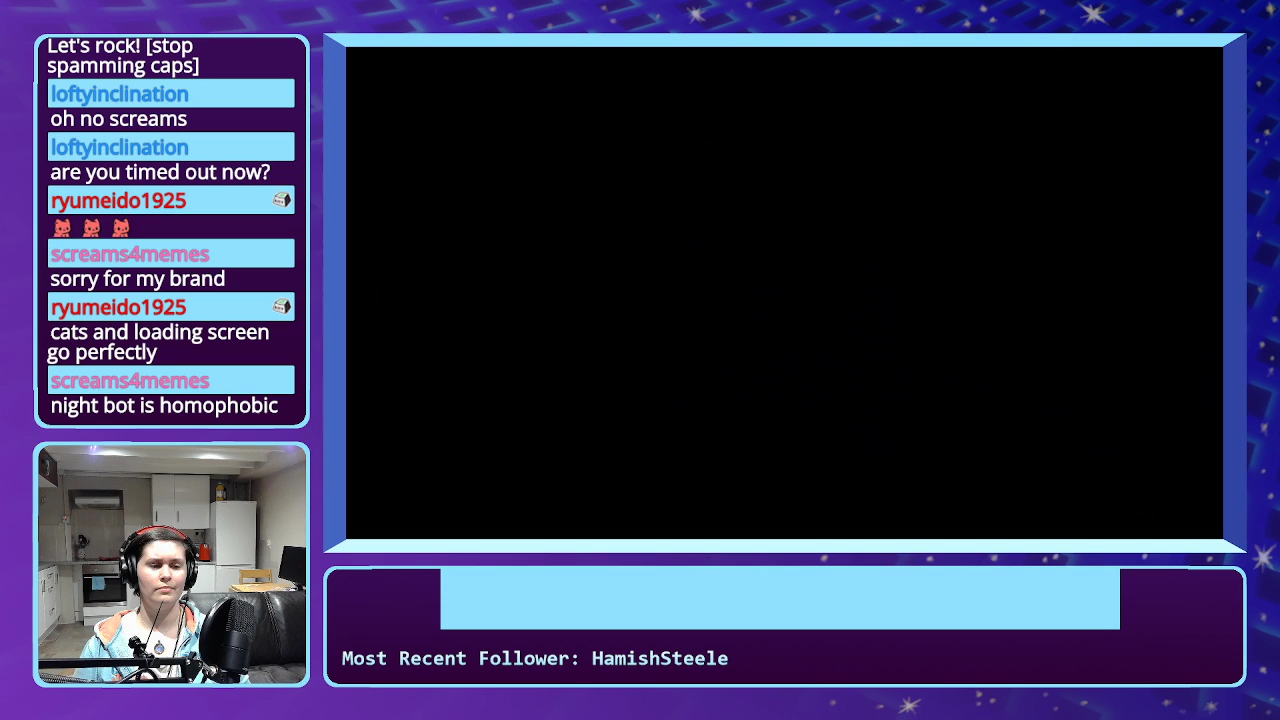 Let's rock! [stop
spamming caps]
loftyinclination
oh no screams
loftyinclination
are you timed out now?
ryumeido1925
screams4memes
sorry for my brand
ryumeido1925
cats and loading screen
go perfectly
screams4memes
night bot is homophobic
Most Recent Follower: HamishSteele